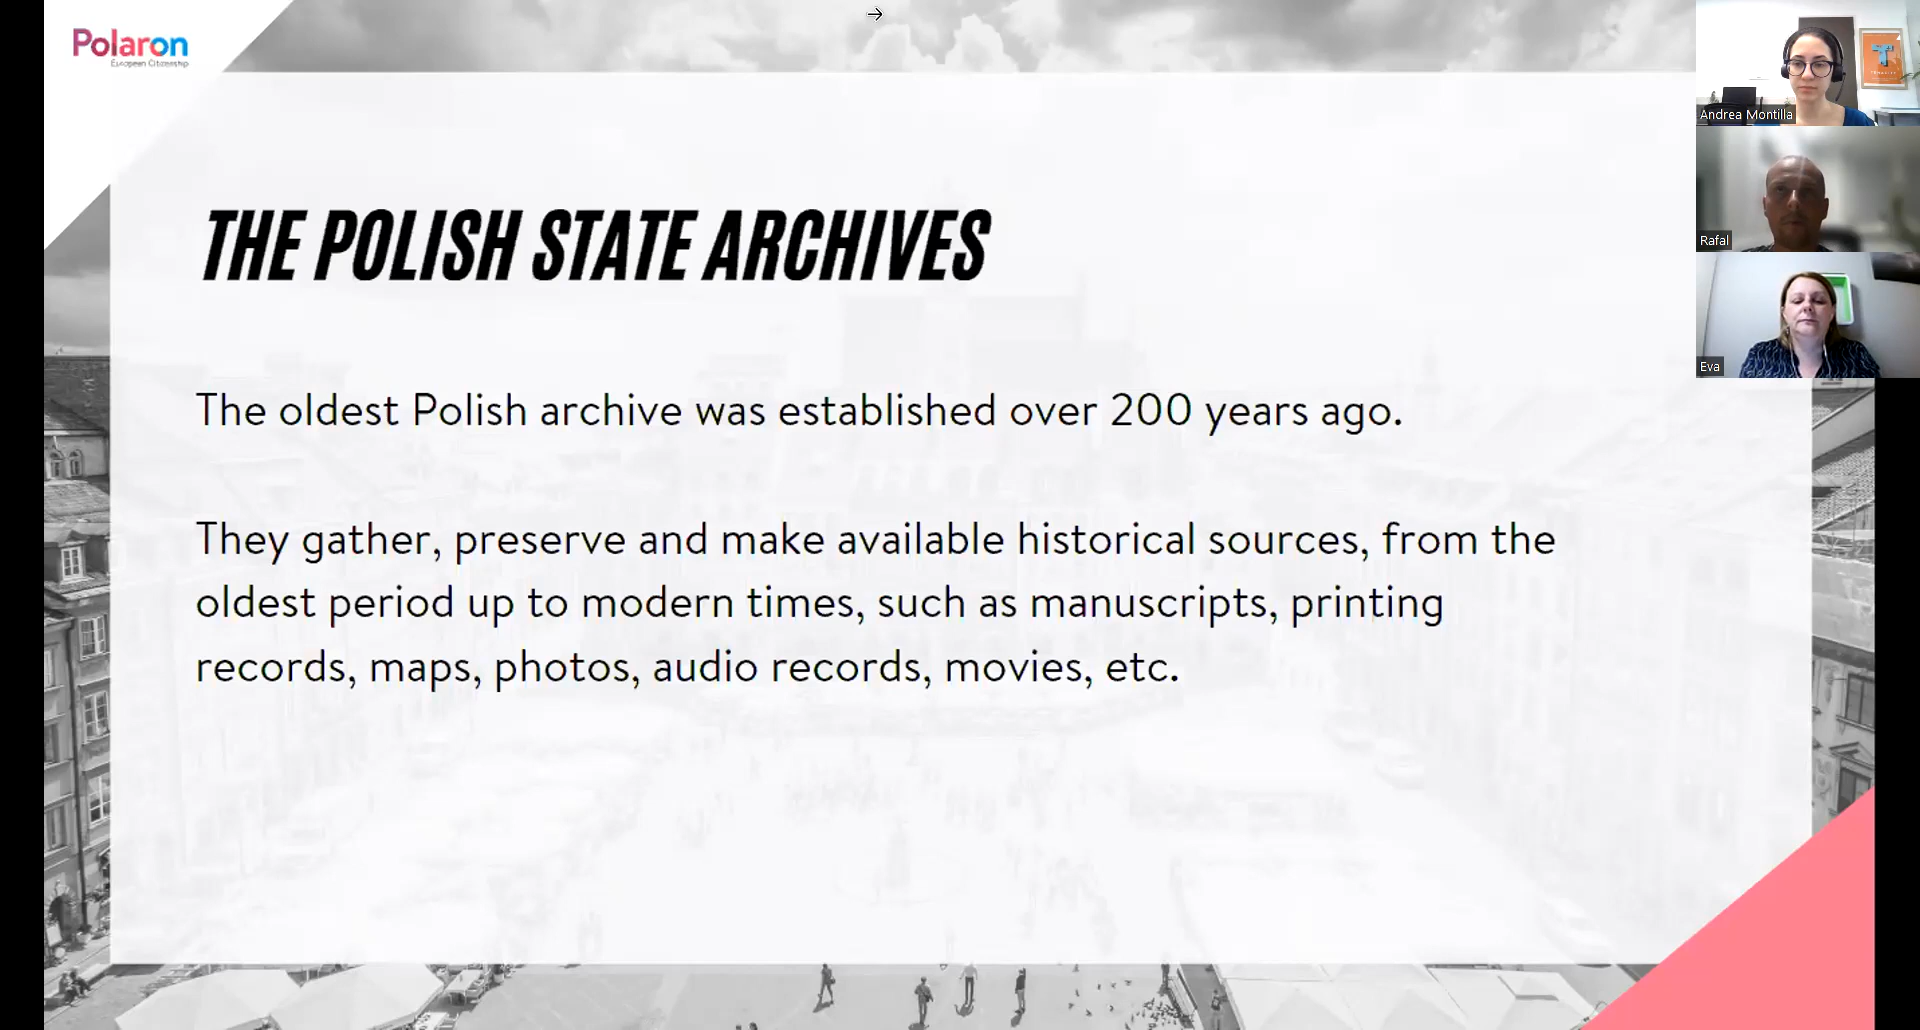 Polaron
European Citizenship
THE POLISH STATE ARCHIVES
The oldest Polish archive was established over 200 years ago.
They gather, preserve and make available historical sources, from the
oldest period up to modern times, such as manuscripts, printing
records, maps, photos, audio records, movies, etc.
T
Andrea Montilla
Rafal
Eva